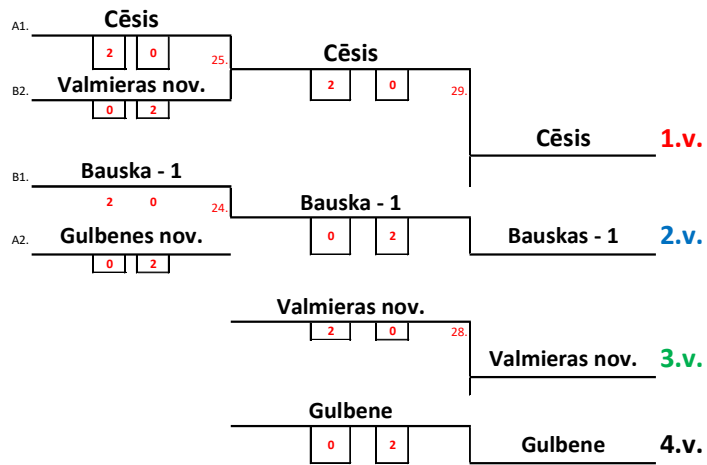 A1. Cēsis
2 0 25. Cēsis
B2. Valmieras nov. 2 0 29.
0 2
Cēsis 1.v.
B1. Bauska - 1
2 0 24. Bauska - 1
A2. Gulbenes nov. 0 2 Bauskas - 1 2.v.
0 2
Valmieras nov.
2 0 28.
Valmieras nov. 3.v.
Gulbene
0 2 Gulbene 4.v.